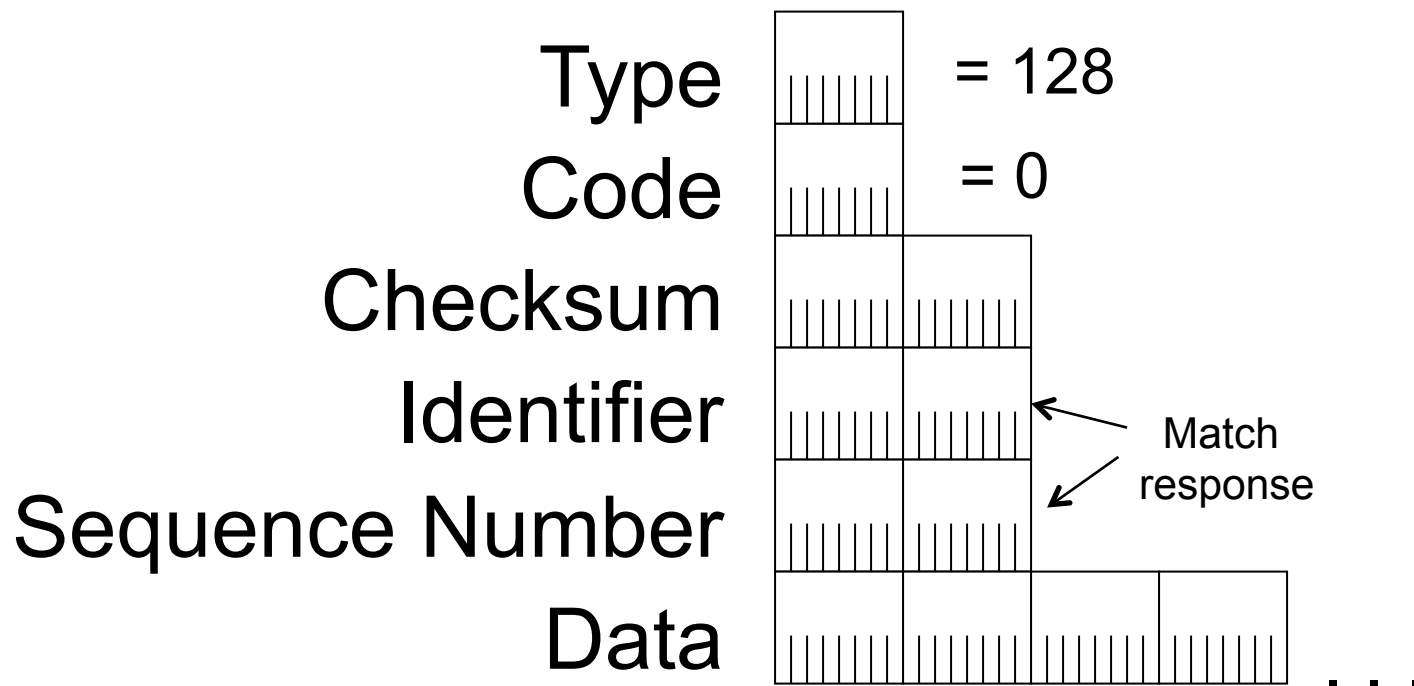 Type = 128
Code = 0
Checksum
Identifier
Match
response
Sequence Number
Data ...